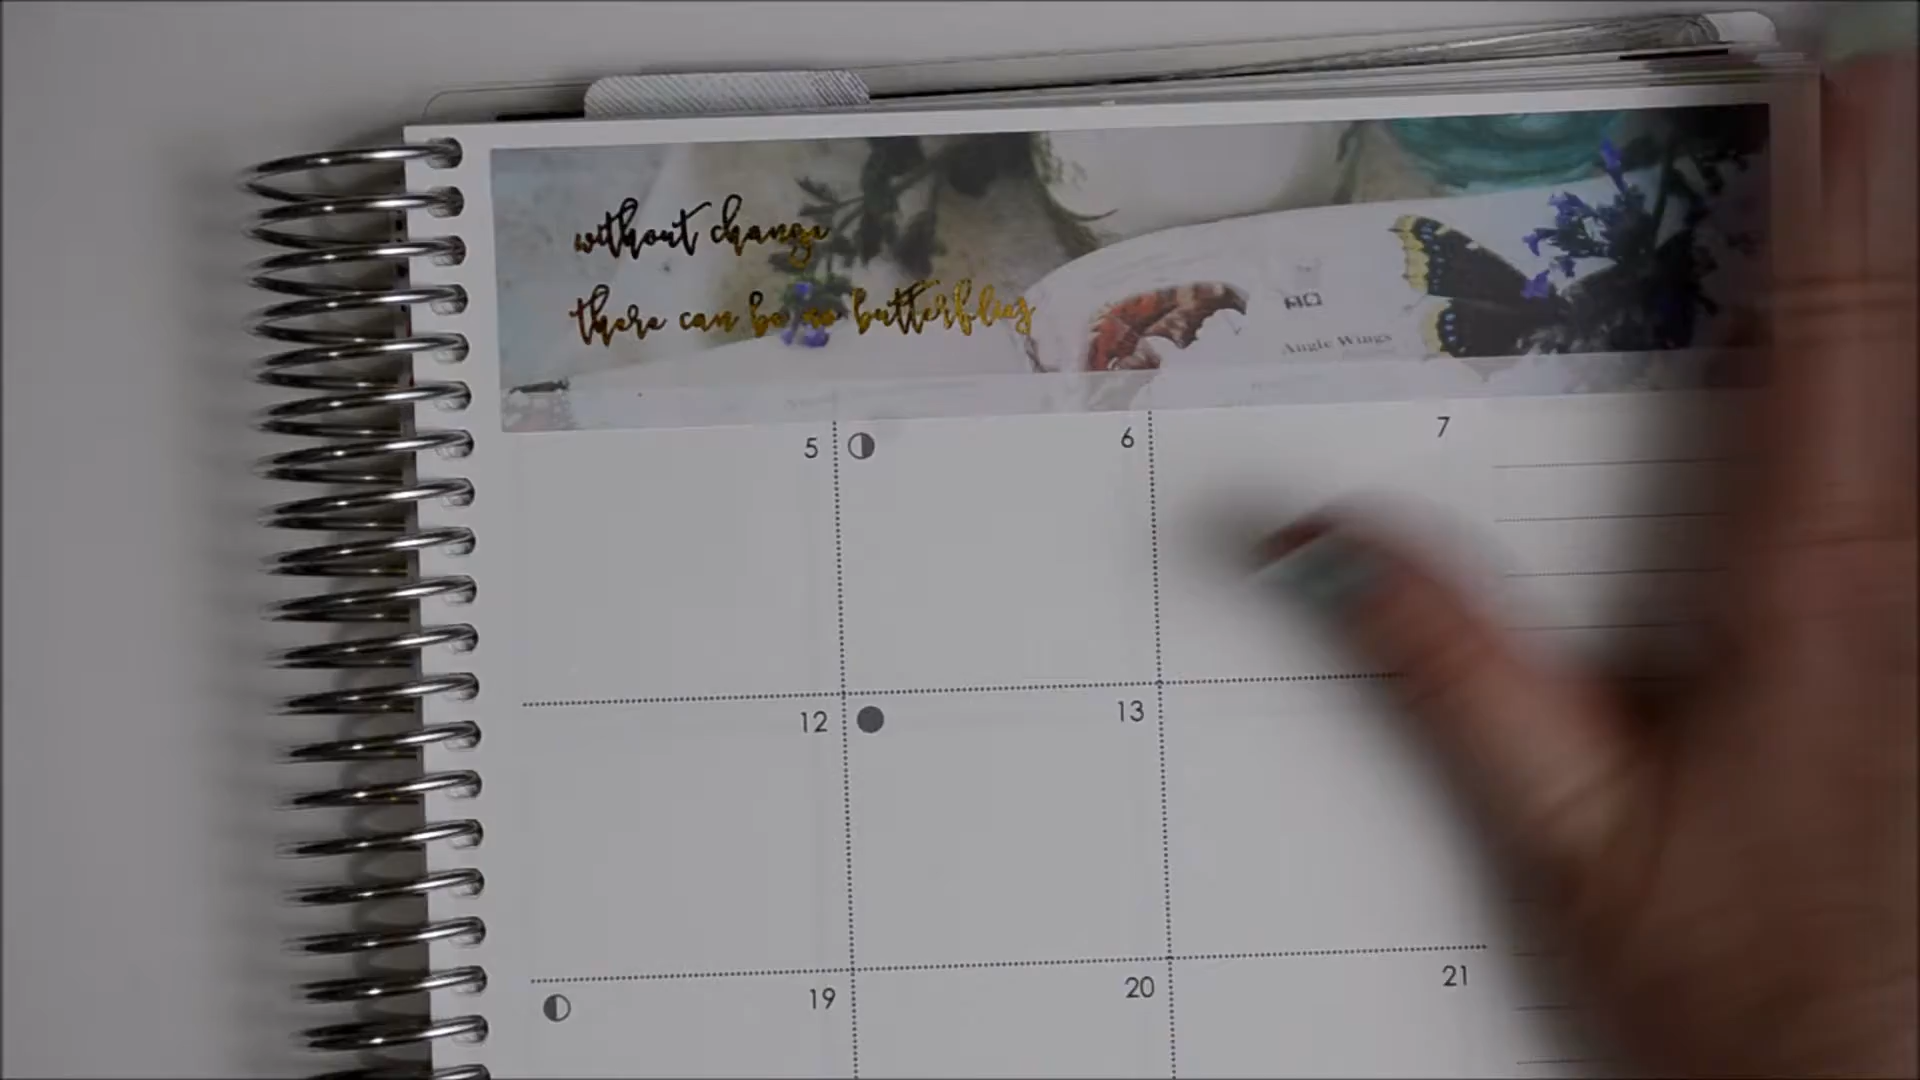 without change
there can be no butterflies
Angle Wings
5 6 7
12 13
19 20 21